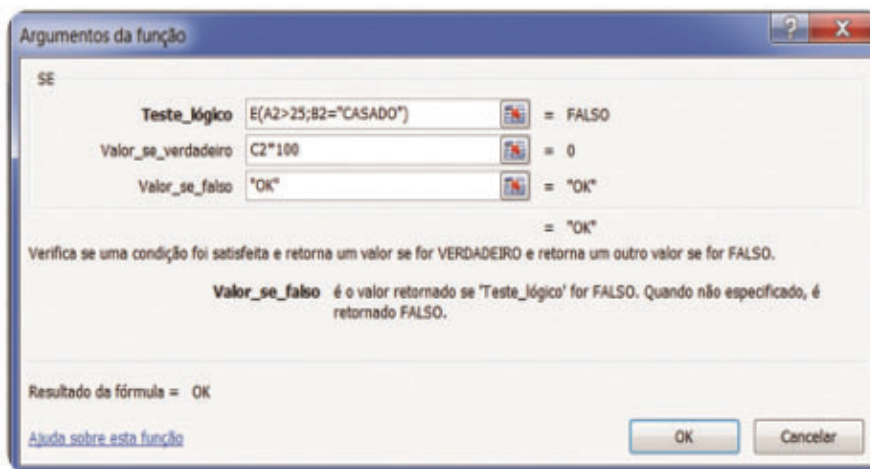 Argumentos da função
SE
Teste_lógico E(A2>25;B2="CASADO") = FALSO
Valor_se_verdadeiro C2*100 = 0
Valor_se_falso "OK" = "OK"
= "OK"
Verifica se uma condição foi satisfeita e retorna um valor se for VERDADEIRO e retorna um outro valor se for FALSO.
Valor_se_falso é o valor retornado se 'Teste_lógico' for FALSO. Quando não especificado, é
retornado FALSO.
Resultado da fórmula = OK
Ajuda sobre esta função
OK Cancelar